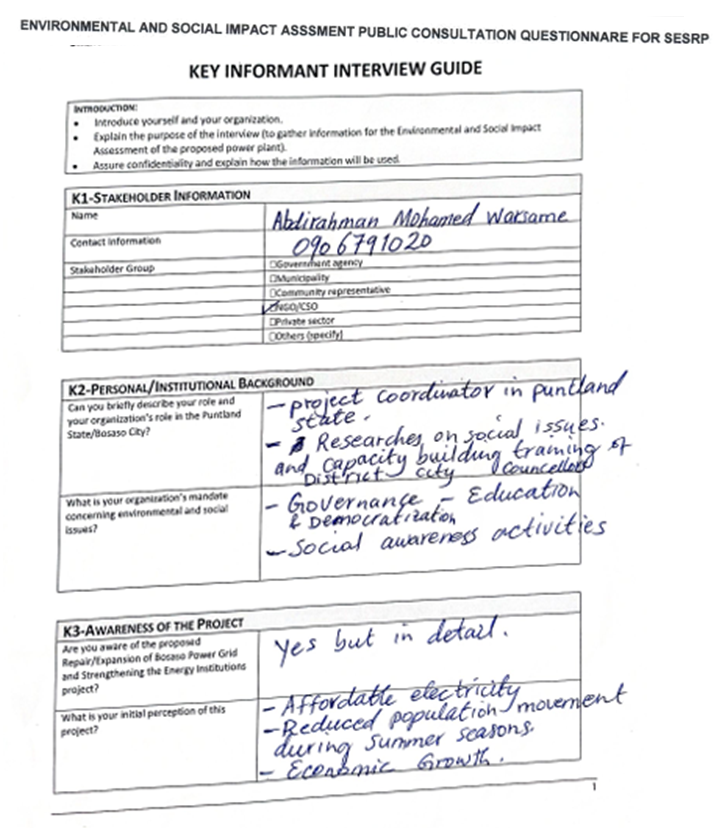 ENVIRONMENTAL AND SOCIAL IMPACT ASSSMENT PUBLIC CONSULTATION QUESTIONNARE FOR SESRP
KEY INFORMANT INTERVIEW GUIDE
INTRODUCTION:
• Introduce yourself and your organization.
• Explain the purpose of the interview (to gather information for the Environmental and Social Impact
Assessment of the proposed power plant).
• Assure confidentiality and explain how the information will be used.
K1-STAKEHOLDER INFORMATION
Name
Abdirahman Mohamed Warsame
Contact Information
0906791020
Stakeholder Group
□Government agency
□Municipality
□Community representative
✓NGO/CSO
□Private sector
□Others (specify)
K2-PERSONAL/INSTITUTIONAL BACKGROUND
Can you briefly describe your role and
your organization's role in the Puntland
State/Bosaso City?
- project coordinator in puntland
state.
- Researches on social issues.
and capacity building training of
District city Councellors
What is your organization's mandate
concerning environmental and social
issues?
- Governance - Education
& Democratization
- Social awareness activities
K3-AWARENESS OF THE PROJECT
Are you aware of the proposed
Repair/Expansion of Bosaso Power Grid
and Strengthening the Energy Institutions
project?
Yes but in detail.
What is your initial perception of this
project?
- Affordable electricity
- Reduced population movement
during Summer seasons.
- Economic Growth.
1